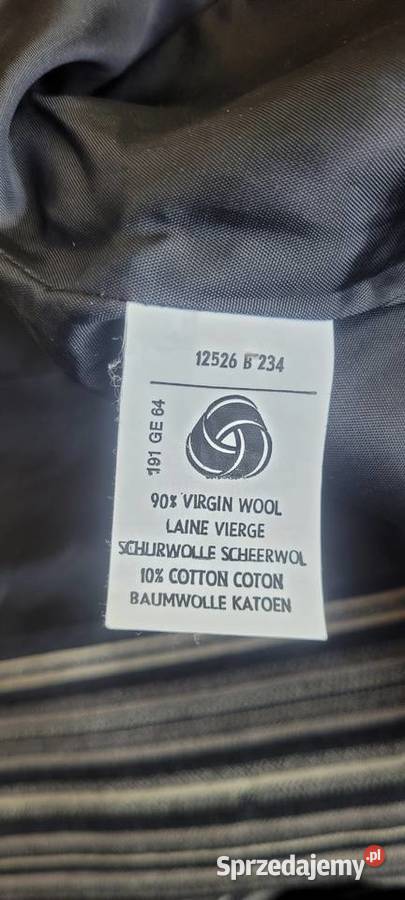 12526 B 234
191 GE 64
90% VIRGIN WOOL
LAINE VIERGE
SCHURWOLLE SCHEERWOL
10% COTTON COTON
BAUMWOLLE KATOEN
Sprzedajemy.pl